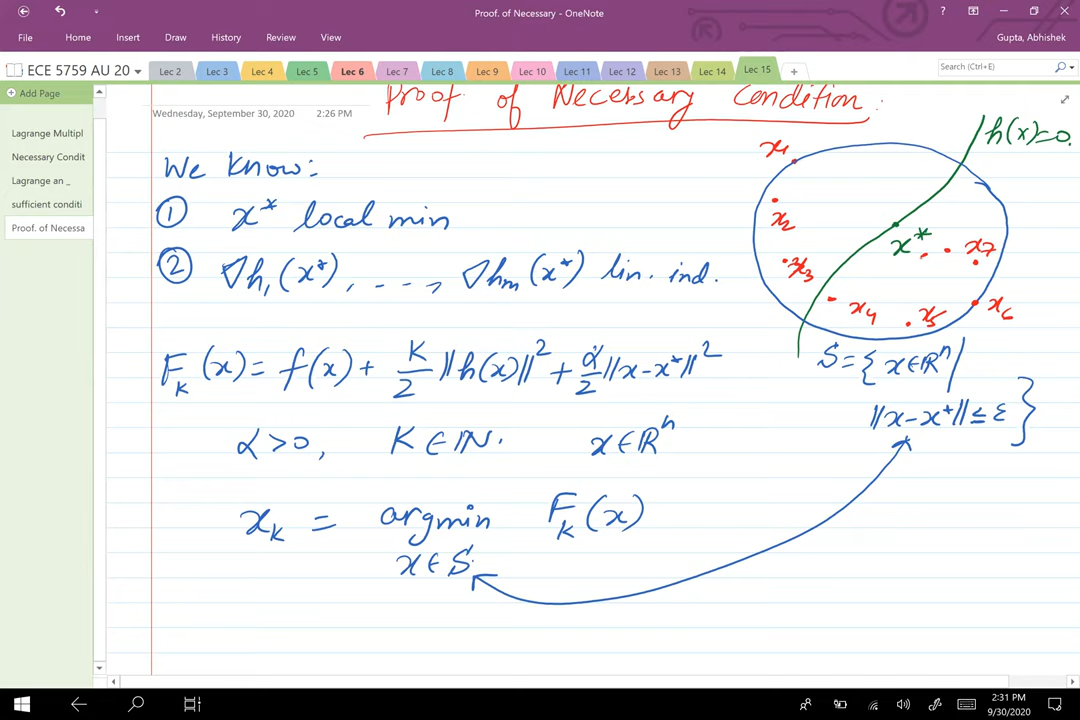 Proof. of Necessary - OneNote
?
File
Home
Insert
Draw
History
Review
View
Gupta, Abhishek
ECE 5759 AU 20
Lec 2
Lec 3
Lec 4
Lec 5
Lec 6
Lec 7
Lec 8
Lec 9
Lec 10
Lec 11
Lec 12
Lec 13
Lec 14
Lec 15
Search (Ctrl+E)
Add Page
Lagrange Multipl
Necessary Condit
Lagrange an _
sufficient conditi
Proof. of Necessa
Proof of Necessary Condition.
Wednesday, September 30, 2020 2:26 PM
We know:
① x* local min
② ∇h₁(x*), ...., ∇hₘ(x*) lin. ind.
h(x)=0.
x₁
x₂
x₃
x₄
x₅
x₆
x₇
x*
F_k(x) = f(x) + K/2 ||h(x)||² + α/2 ||x-x*||²
S = { x∈ℝⁿ |
||x-x*|| ≤ ε }
α>0, K∈ℕ. x∈ℝⁿ
x_k = argmin F_k(x)
x∈S
2:31 PM
9/30/2020